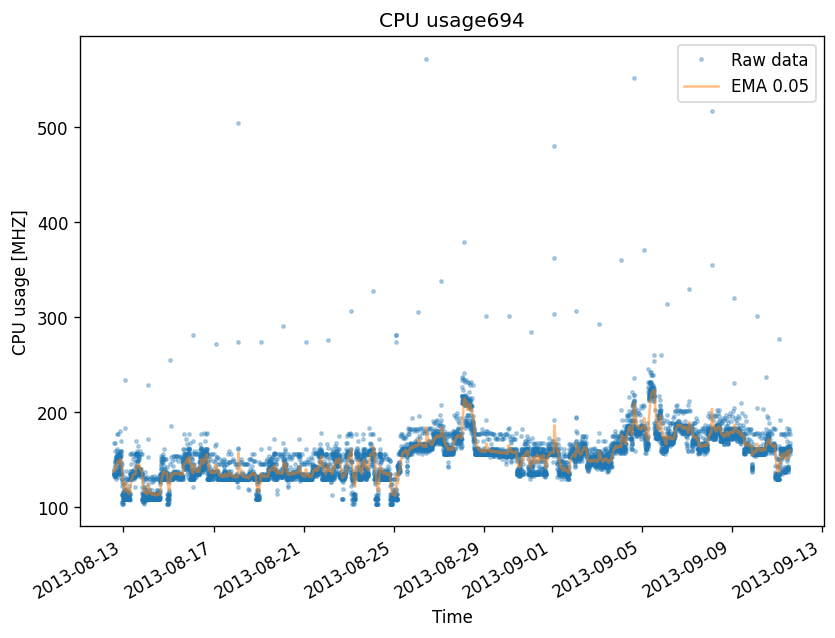 CPU usage694
Raw data
EMA 0.05
CPU usage [MHZ]
500
400
300
200
100
2013-08-13
2013-08-17
2013-08-21
2013-08-25
2013-08-29
2013-09-01
2013-09-05
2013-09-09
2013-09-13
Time